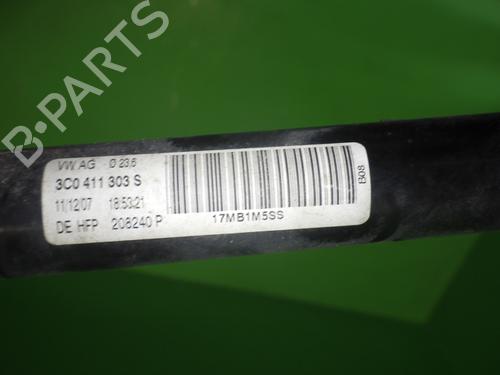 B-PARTS
VW AG Ø 23,6
3C0 411 303 S
11/12/07 18:53:21
DE HFP 208240 P
17MB1M5SS
B08